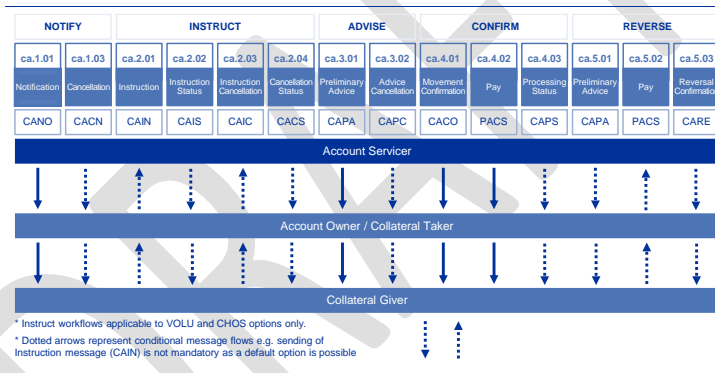 NOTIFY INSTRUCT ADVISE CONFIRM REVERSE
ca.1.01 ca.1.03 ca.2.01 ca.2.02 ca.2.03 ca.2.04 ca.3.01 ca.3.02 ca.4.01 ca.4.02 ca.4.03 ca.5.01 ca.5.02 ca.5.03
Notification Cancellation Instruction Instruction Status Instruction Cancellation Cancellation Status Preliminary Advice Advice Cancellation Movement Confirmation Pay Processing Status Preliminary Advice Pay Reversal Confirmation
CANO CACN CAIN CAIS CAIC CACS CAPA CAPC CACO PACS CAPS CAPA PACS CARE
Account Servicer
Account Owner / Collateral Taker
Collateral Giver
* Instruct workflows applicable to VOLU and CHOS options only.
* Dotted arrows represent conditional message flows e.g. sending of
Instruction message (CAIN) is not mandatory as a default option is possible